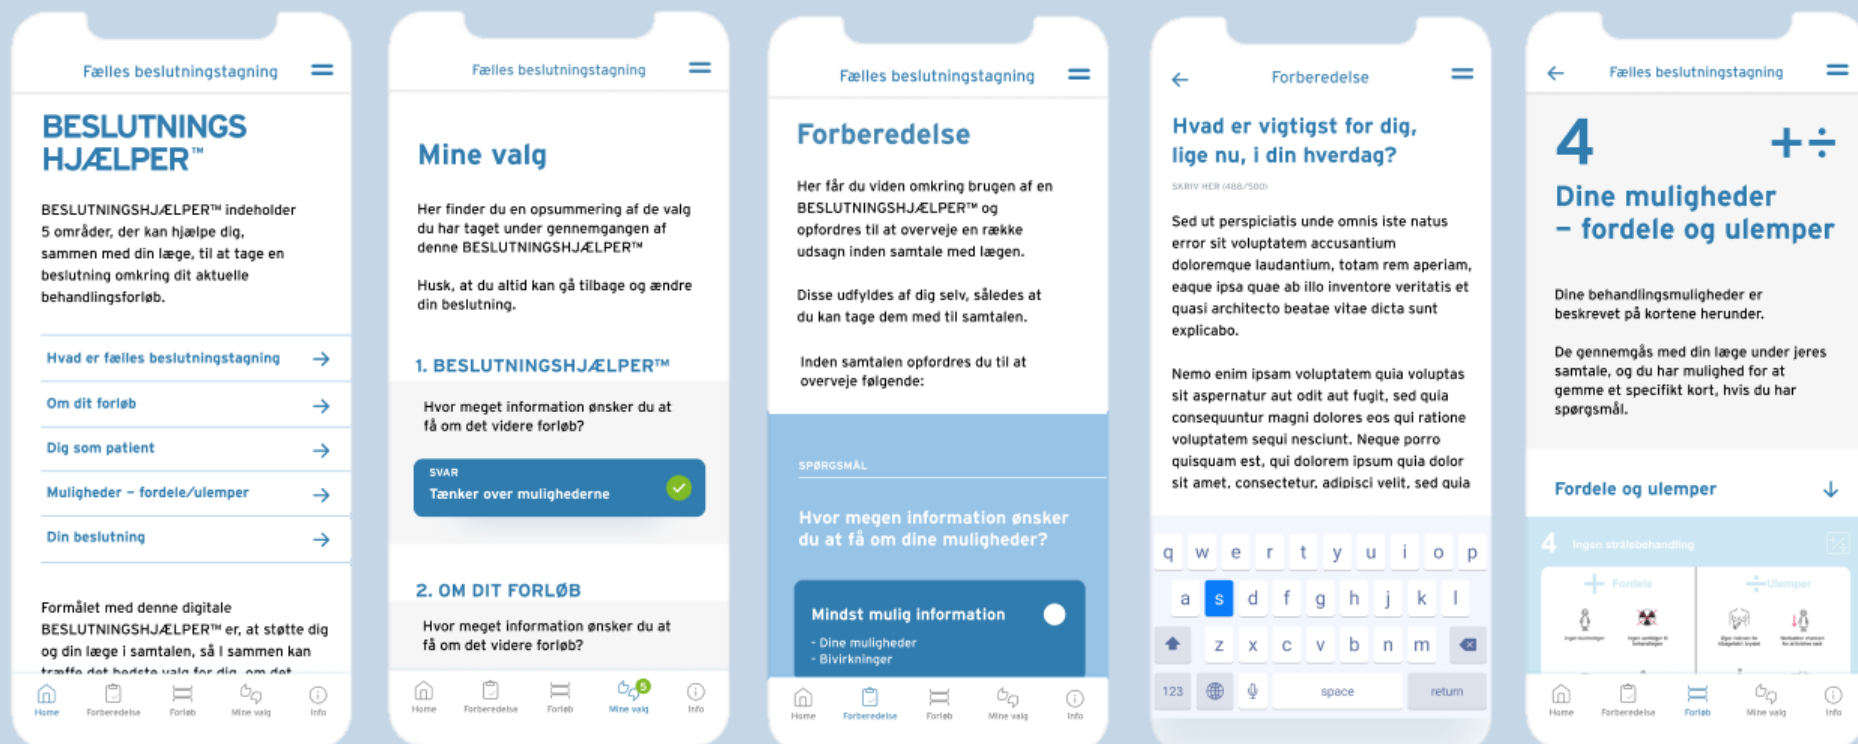 Fælles beslutningstagning
BESLUTNINGS
HJÆLPER™
BESLUTNINGSHJÆLPER™ indeholder
5 områder, der kan hjælpe dig,
sammen med din læge, til at tage en
beslutning omkring dit aktuelle
behandlingsforløb.
Hvad er fælles beslutningstagning
Om dit forløb
Dig som patient
Muligheder – fordele/ulemper
Din beslutning
Formålet med denne digitale
BESLUTNINGSHJÆLPER™ er, at støtte dig
og din læge i samtalen, så I sammen kan
træffe det bedste valg for dig, om det
Home Forberedelse Forløb Mine valg Info
Fælles beslutningstagning
Mine valg
Her finder du en opsummering af de valg
du har taget under gennemgangen af
denne BESLUTNINGSHJÆLPER™
Husk, at du altid kan gå tilbage og ændre
din beslutning.
1. BESLUTNINGSHJÆLPER™
Hvor meget information ønsker du at
få om det videre forløb?
SVAR
Tænker over mulighederne
2. OM DIT FORLØB
Hvor meget information ønsker du at
få om det videre forløb?
5
Home Forberedelse Forløb Mine valg Info
Fælles beslutningstagning
Forberedelse
Her får du viden omkring brugen af en
BESLUTNINGSHJÆLPER™ og
opfordres til at overveje en række
udsagn inden samtale med lægen.
Disse udfyldes af dig selv, således at
du kan tage dem med til samtalen.
Inden samtalen opfordres du til at
overveje følgende:
SPØRGSMÅL
Hvor megen information ønsker
du at få om dine muligheder?
Mindst mulig information
- Dine muligheder
- Bivirkninger
Home Forberedelse Forløb Mine valg Info
Forberedelse
Hvad er vigtigst for dig,
lige nu, i din hverdag?
SKRIV HER (488/500)
Sed ut perspiciatis unde omnis iste natus
error sit voluptatem accusantium
doloremque laudantium, totam rem aperiam,
eaque ipsa quae ab illo inventore veritatis et
quasi architecto beatae vitae dicta sunt
explicabo.
Nemo enim ipsam voluptatem quia voluptas
sit aspernatur aut odit aut fugit, sed quia
consequuntur magni dolores eos qui ratione
voluptatem sequi nesciunt. Neque porro
quisquam est, qui dolorem ipsum quia dolor
sit amet, consectetur, adipisci velit, sed quia
q w e r t y u i o p
a s d f g h j k l
z x c v b n m
123 space return
Fælles beslutningstagning
4
Dine muligheder
– fordele og ulemper
Dine behandlingsmuligheder er
beskrevet på kortene herunder.
De gennemgås med din læge under jeres
samtale, og du har mulighed for at
gemme et specifikt kort, hvis du har
spørgsmål.
Fordele og ulemper
4 Ingen strålebehandling
Fordele Ulemper
Home Forberedelse Forløb Mine valg Info